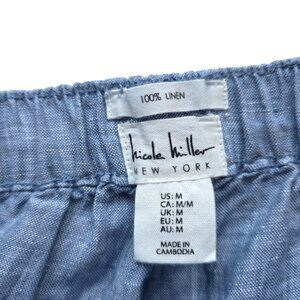 100% LINEN
nicole miller
NEW YORK
US: M
CA: M/M
UK: M
EU: M
AU: M
MADE IN
CAMBODIA